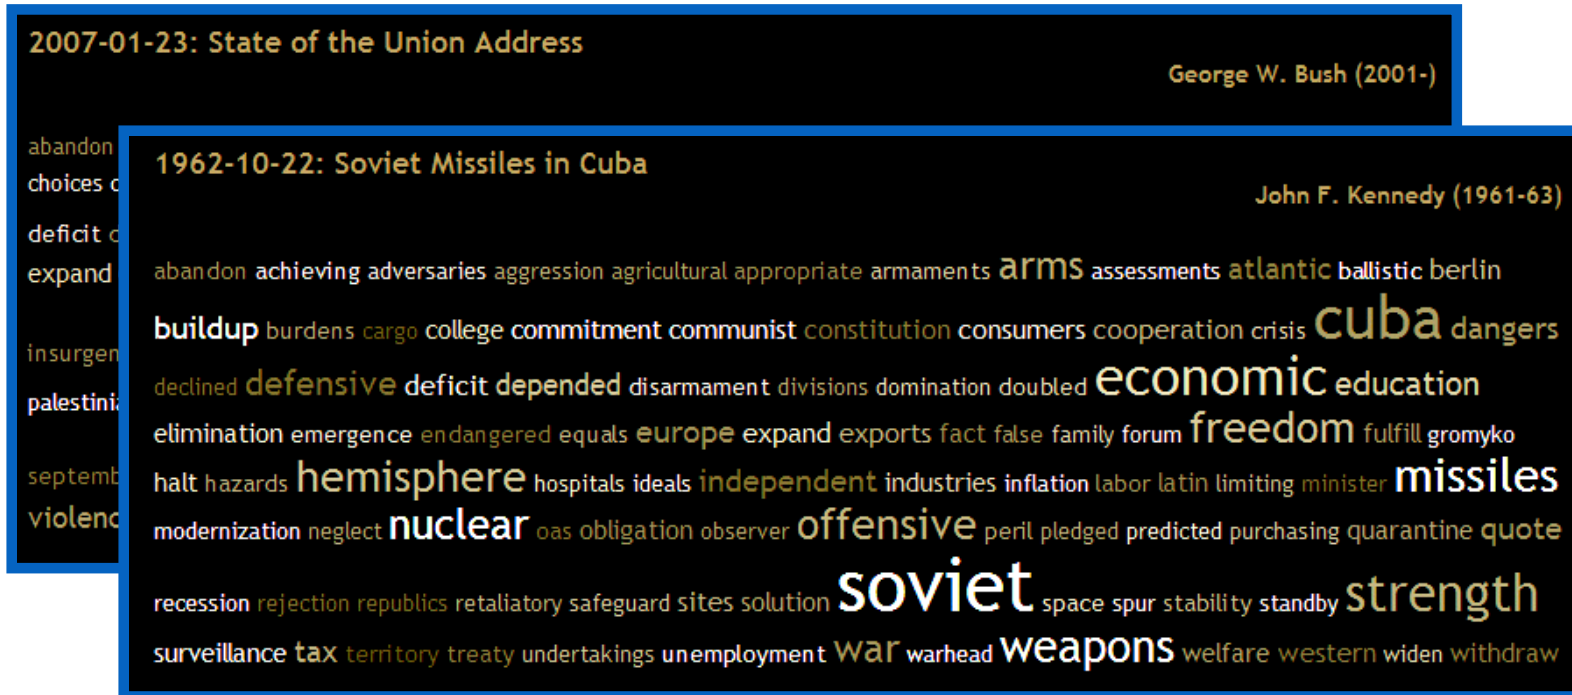 2007-01-23: State of the Union Address
George W. Bush (2001-)
abandon
choices
deficit
expand
1962-10-22: Soviet Missiles in Cuba
John F. Kennedy (1961-63)
abandon achieving adversaries aggression agricultural appropriate armaments arms assessments atlantic ballistic berlin
buildup burdens cargo college commitment communist constitution consumers cooperation crisis cuba dangers
declined defensive deficit depended disarmament divisions domination doubled economic education
elimination emergence endangered equals europe expand exports fact false family forum freedom fulfill gromyko
halt hazards hemisphere hospitals ideals independent industries inflation labor latin limiting minister missiles
modernization neglect nuclear oas obligation observer offensive peril pledged predicted purchasing quarantine quote
recession rejection republics retaliatory safeguard sites solution soviet space spur stability standby strength
surveillance tax territory treaty undertakings unemployment war warhead weapons welfare western widen withdraw